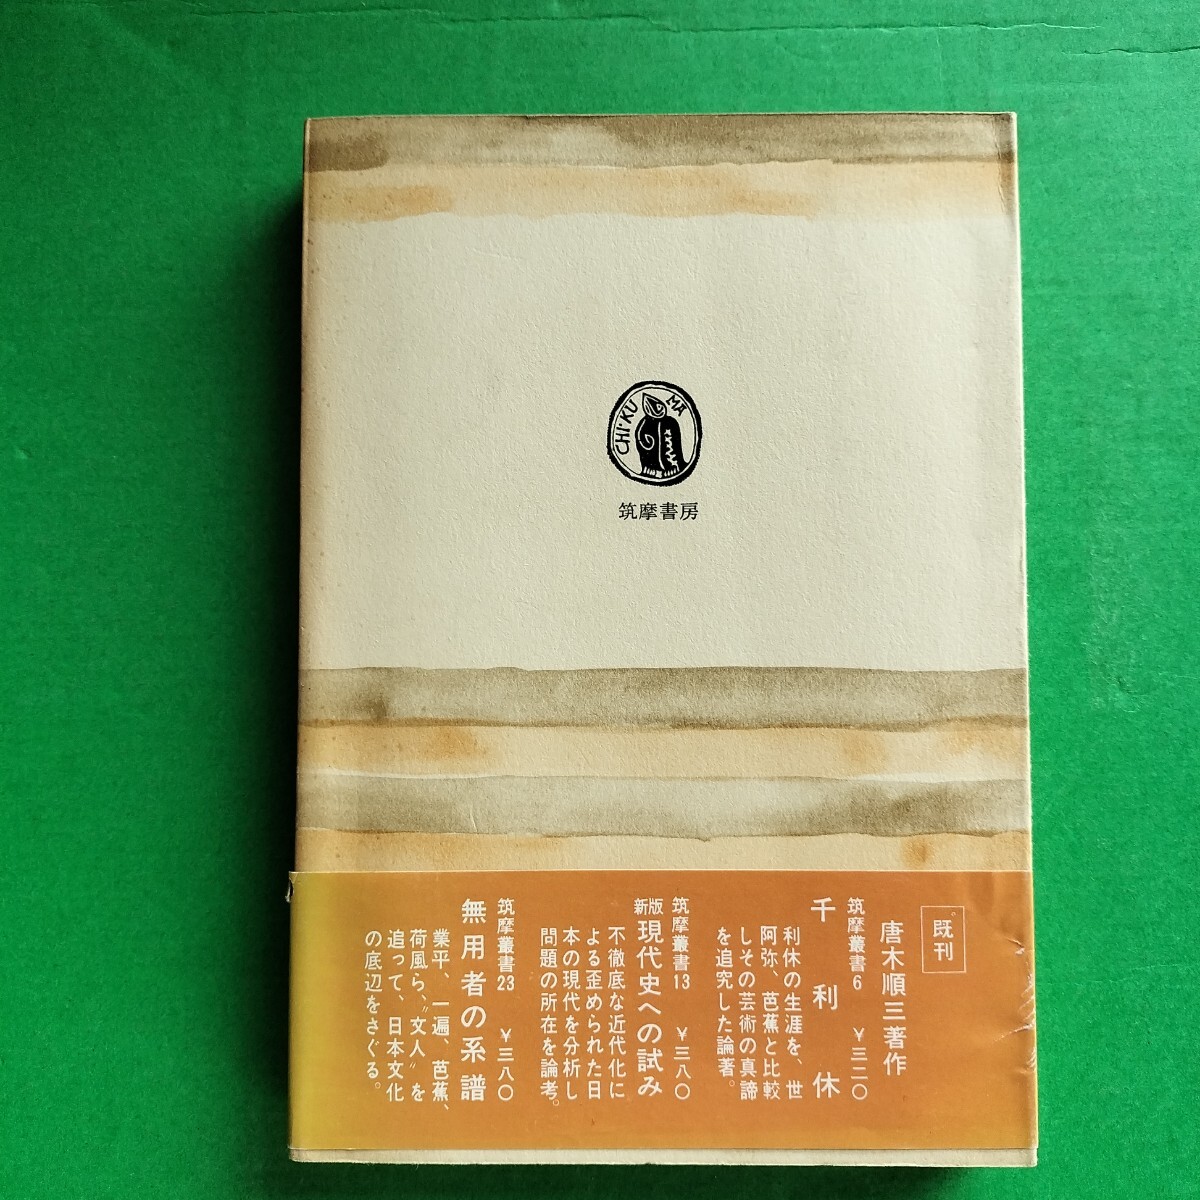 CHI・KU MA
筑摩書房
既刊
唐木順三著作
筑摩叢書6 ￥三二〇
千利休
利休の生涯を、世
阿弥、芭蕉と比較
しその芸術の真諦
を追究した論著。
筑摩叢書13 ￥三八〇
新版 現代史への試み
不徹底な近代化に
よる歪められた日
本の現代を分析し
問題の所在を論考。
筑摩叢書23 ￥三八〇
無用者の系譜
業平、一遍、芭蕉、
荷風ら、〝文人〟を
追って、日本文化
の底辺をさぐる。